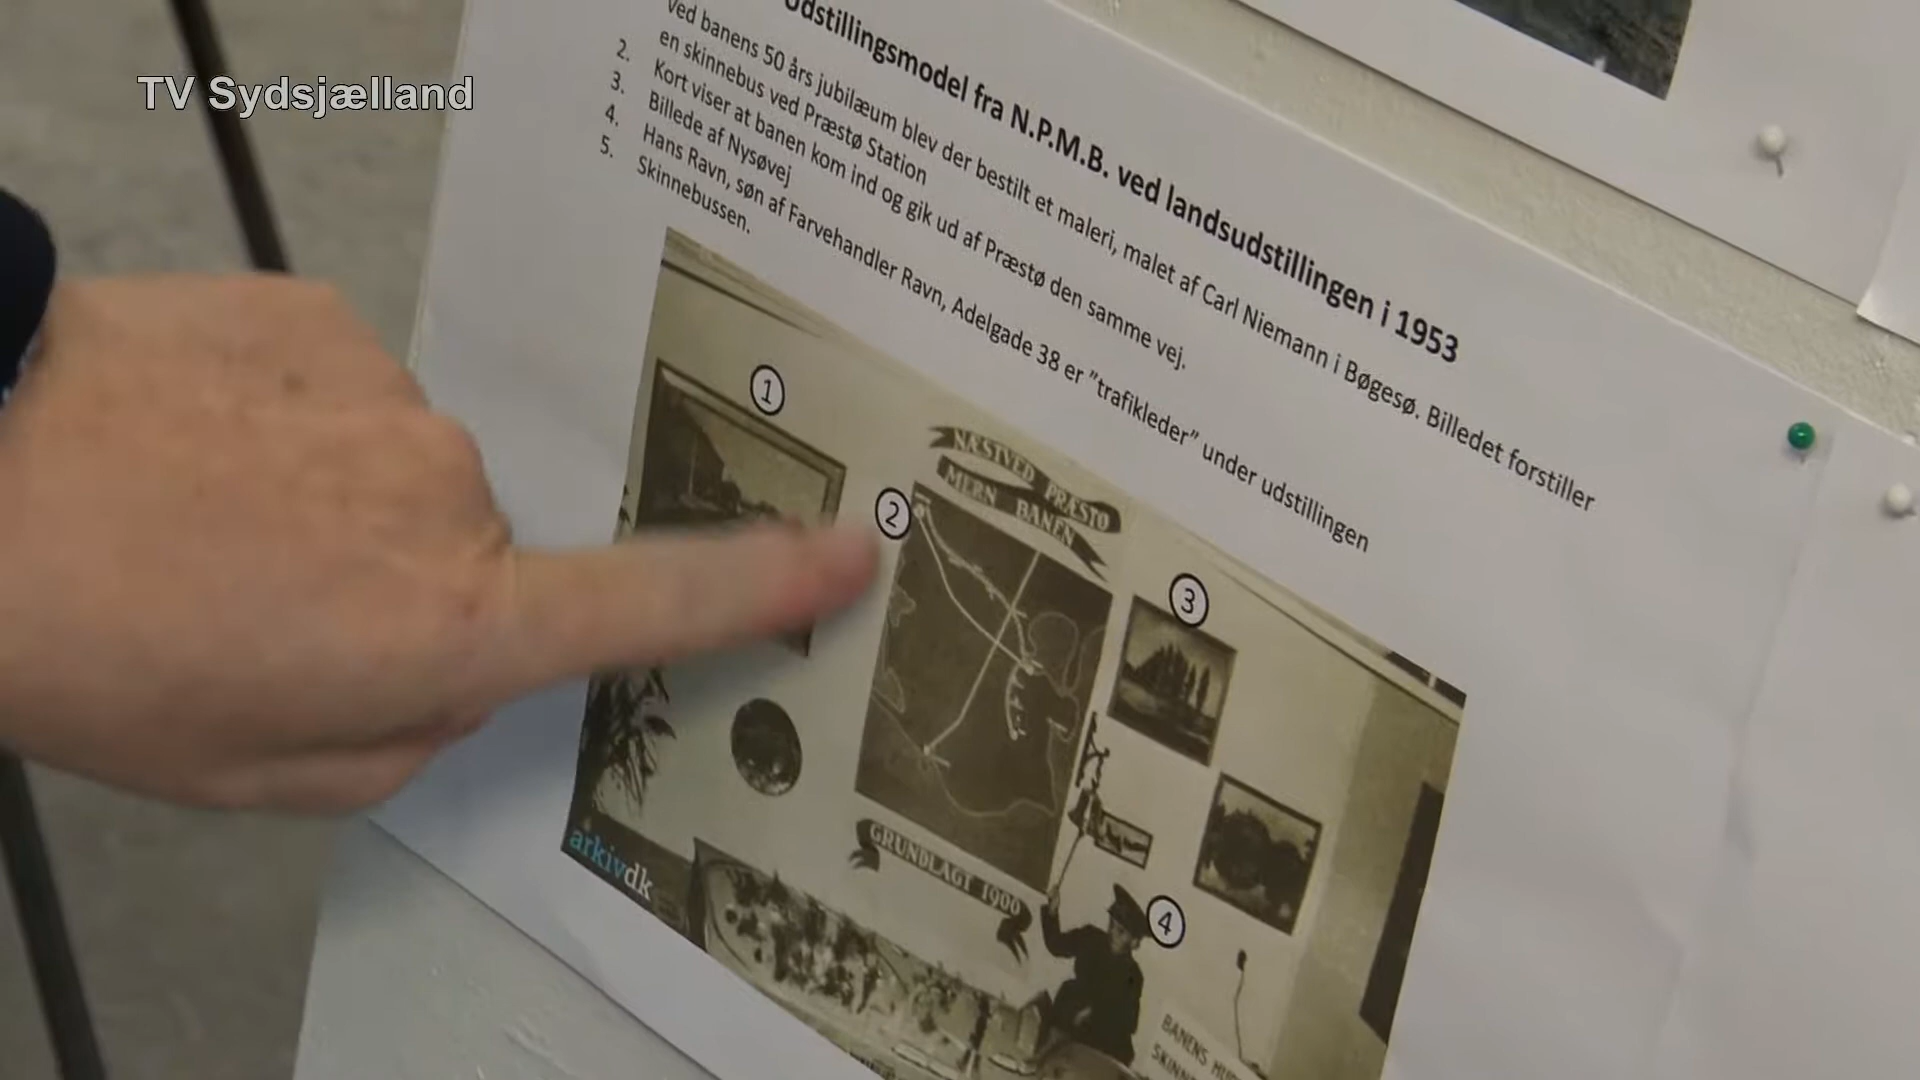 TV Sydsjælland
Udstillingsmodel fra N.P.M.B. ved landsudstillingen i 1953
Ved banens 50 års jubilæum blev der bestilt et maleri, malet af Carl Niemann i Bøgesø. Billedet forstiller
en skinnebus ved Præstø Station
2. Kort viser at banen kom ind og gik ud af Præstø den samme vej.
3. Billede af Nysøvej
4. Hans Ravn, søn af Farvehandler Ravn, Adelgade 38 er "trafikleder" under udstillingen
5. Skinnebussen.
1
2
3
4
NÆSTVED PRÆSTØ
MERN BANEN
GRUNDLAGT 1900
arkivdk
BANENS